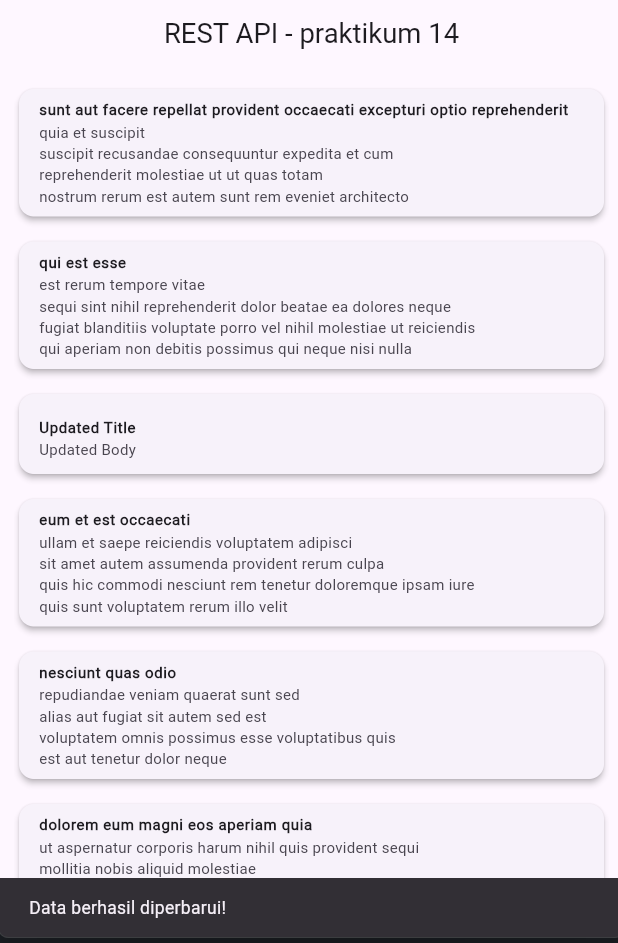 REST API - praktikum 14
sunt aut facere repellat provident occaecati excepturi optio reprehenderit
quia et suscipit
suscipit recusandae consequuntur expedita et cum
reprehenderit molestiae ut ut quas totam
nostrum rerum est autem sunt rem eveniet architecto
qui est esse
est rerum tempore vitae
sequi sint nihil reprehenderit dolor beatae ea dolores neque
fugiat blanditiis voluptate porro vel nihil molestiae ut reiciendis
qui aperiam non debitis possimus qui neque nisi nulla
Updated Title
Updated Body
eum et est occaecati
ullam et saepe reiciendis voluptatem adipisci
sit amet autem assumenda provident rerum culpa
quis hic commodi nesciunt rem tenetur doloremque ipsam iure
quis sunt voluptatem rerum illo velit
nesciunt quas odio
repudiandae veniam quaerat sunt sed
alias aut fugiat sit autem sed est
voluptatem omnis possimus esse voluptatibus quis
est aut tenetur dolor neque
dolorem eum magni eos aperiam quia
ut aspernatur corporis harum nihil quis provident sequi
mollitia nobis aliquid molestiae
Data berhasil diperbarui!